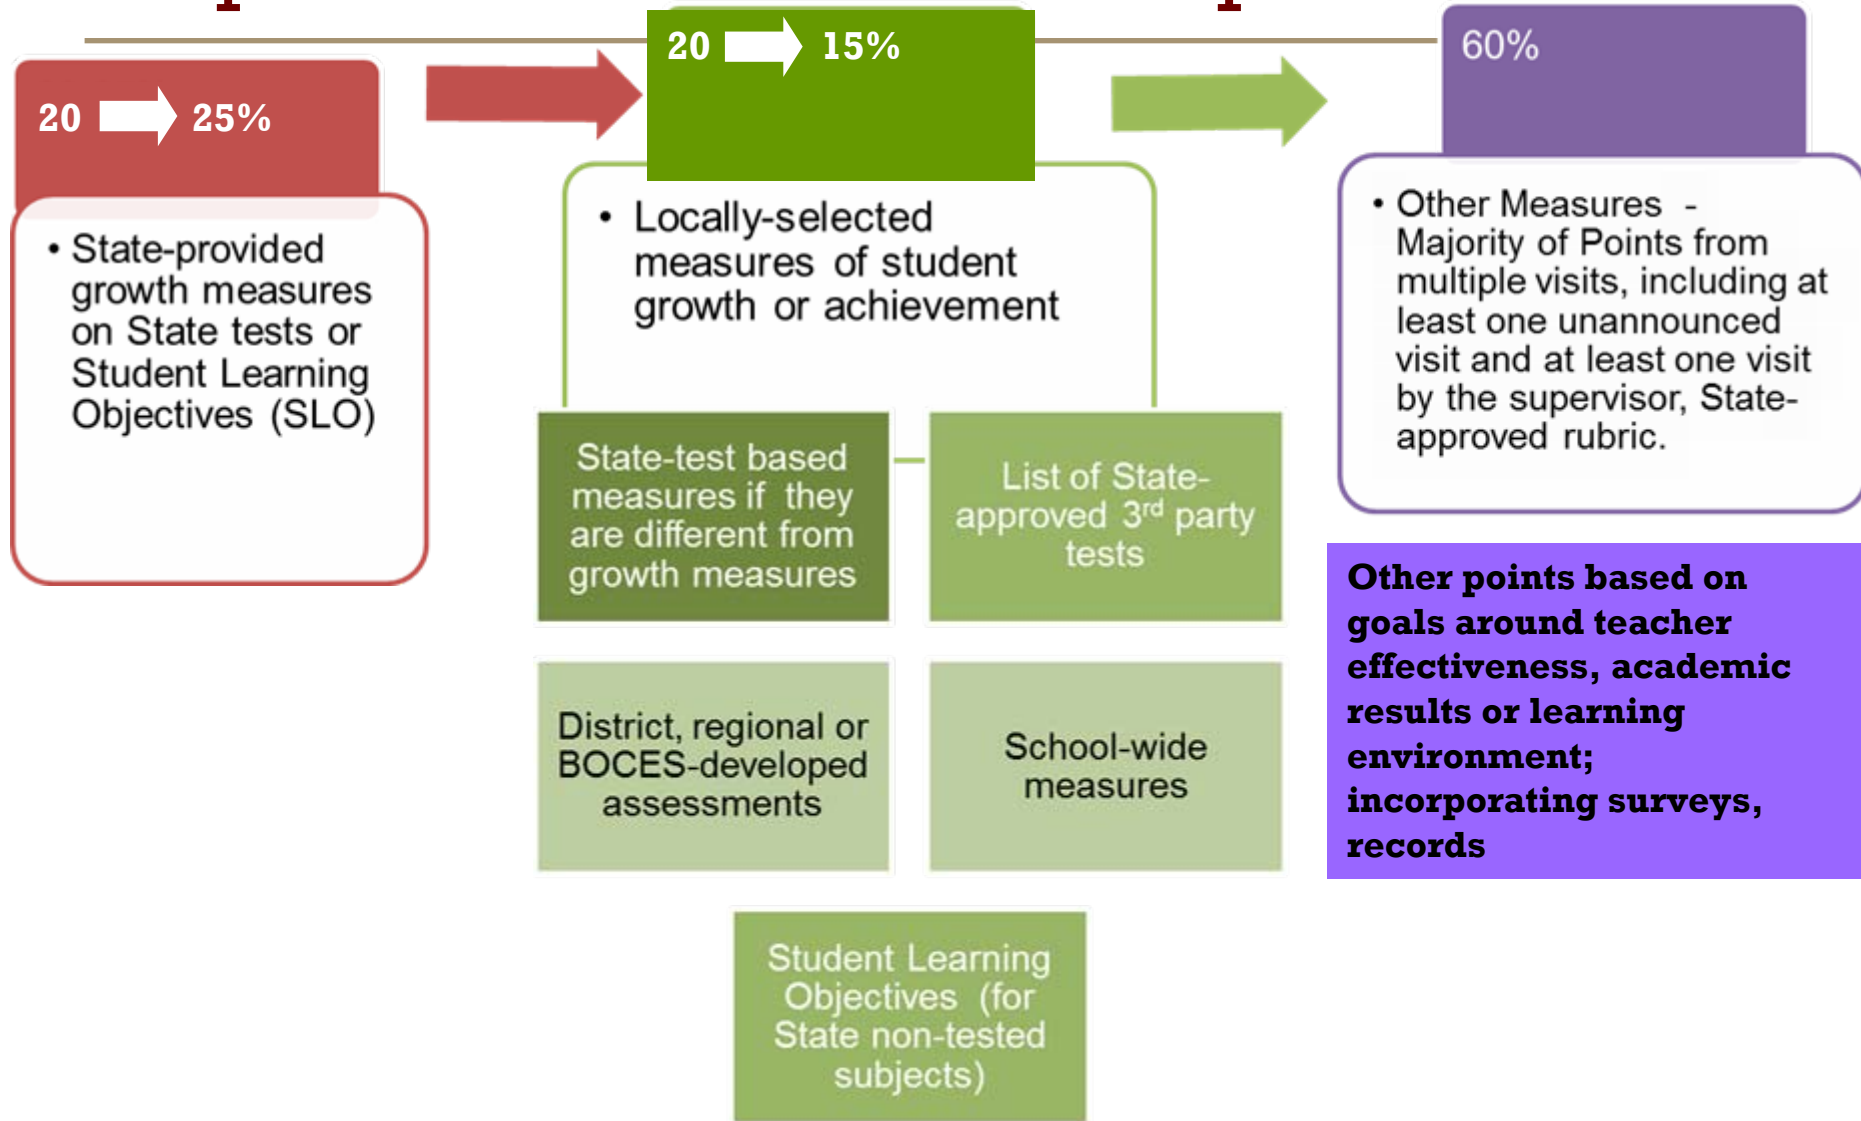 20 25%
• State-provided
growth measures
on State tests or
Student Learning
Objectives (SLO)
20 15%
• Locally-selected
measures of student
growth or achievement
State-test based
measures if they
are different from
growth measures
List of State-
approved 3rd party
tests
District, regional or
BOCES-developed
assessments
School-wide
measures
Student Learning
Objectives (for
State non-tested
subjects)
60%
• Other Measures -
Majority of Points from
multiple visits, including at
least one unannounced
visit and at least one visit
by the supervisor, State-
approved rubric.
Other points based on
goals around teacher
effectiveness, academic
results or learning
environment;
incorporating surveys,
records